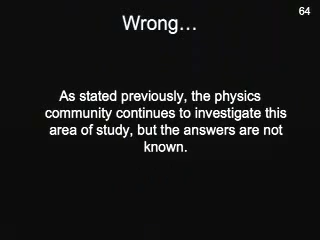 64
Wrong…
As stated previously, the physics
community continues to investigate this
area of study, but the answers are not
known.